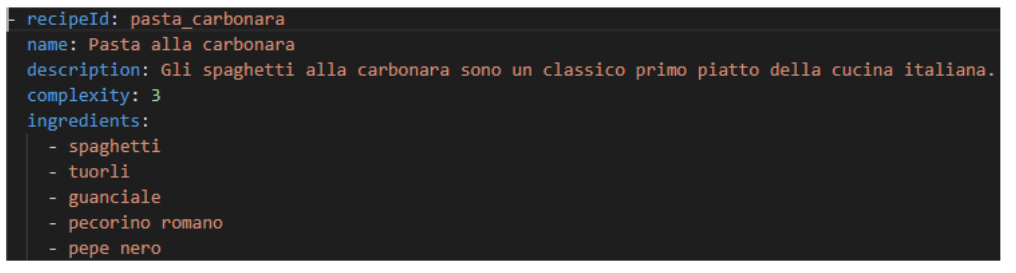 - recipeId: pasta_carbonara
name: Pasta alla carbonara
description: Gli spaghetti alla carbonara sono un classico primo piatto della cucina italiana.
complexity: 3
ingredients:
- spaghetti
- tuorli
- guanciale
- pecorino romano
- pepe nero